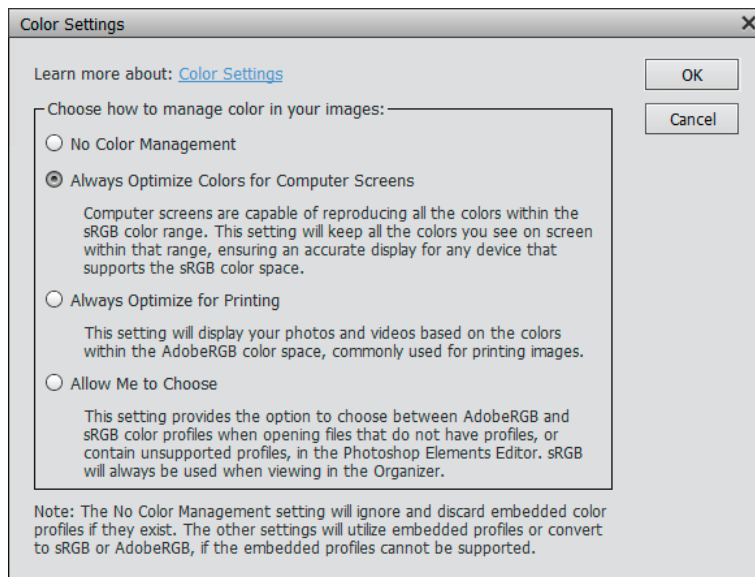 Color Settings
Learn more about: Color Settings
OK
Choose how to manage color in your images:
Cancel
No Color Management
Always Optimize Colors for Computer Screens
Computer screens are capable of reproducing all the colors within the
sRGB color range. This setting will keep all the colors you see on screen
within that range, ensuring an accurate display for any device that
supports the sRGB color space.
Always Optimize for Printing
This setting will display your photos and videos based on the colors
within the AdobeRGB color space, commonly used for printing images.
Allow Me to Choose
This setting provides the option to choose between AdobeRGB and
sRGB color profiles when opening files that do not have profiles, or
contain unsupported profiles, in the Photoshop Elements Editor. sRGB
will always be used when viewing in the Organizer.
Note: The No Color Management setting will ignore and discard embedded color
profiles if they exist. The other settings will utilize embedded profiles or convert
to sRGB or AdobeRGB, if the embedded profiles cannot be supported.